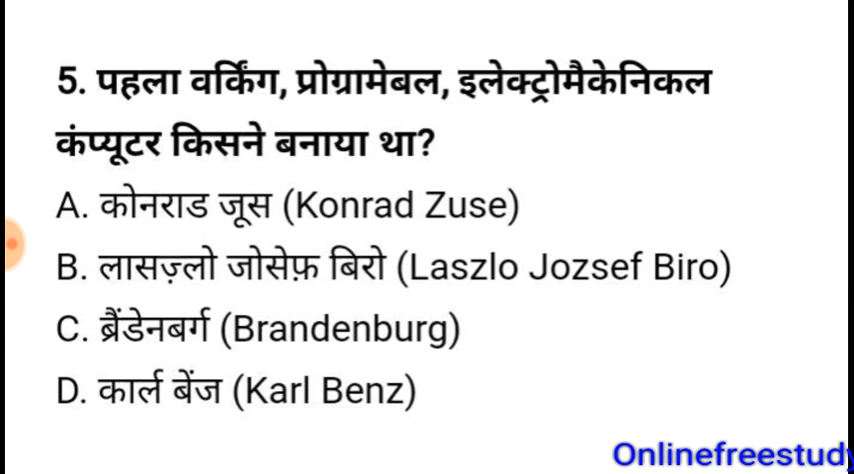 5. पहला वर्किंग, प्रोग्रामेबल, इलेक्ट्रोमैकेनिकल
कंप्यूटर किसने बनाया था?
A. कोनराड जूस (Konrad Zuse)
B. लासज़्लो जोसेफ़ बिरो (Laszlo Jozsef Biro)
C. ब्रैंडेनबर्ग (Brandenburg)
D. कार्ल बेंज (Karl Benz)
Onlinefreestudy